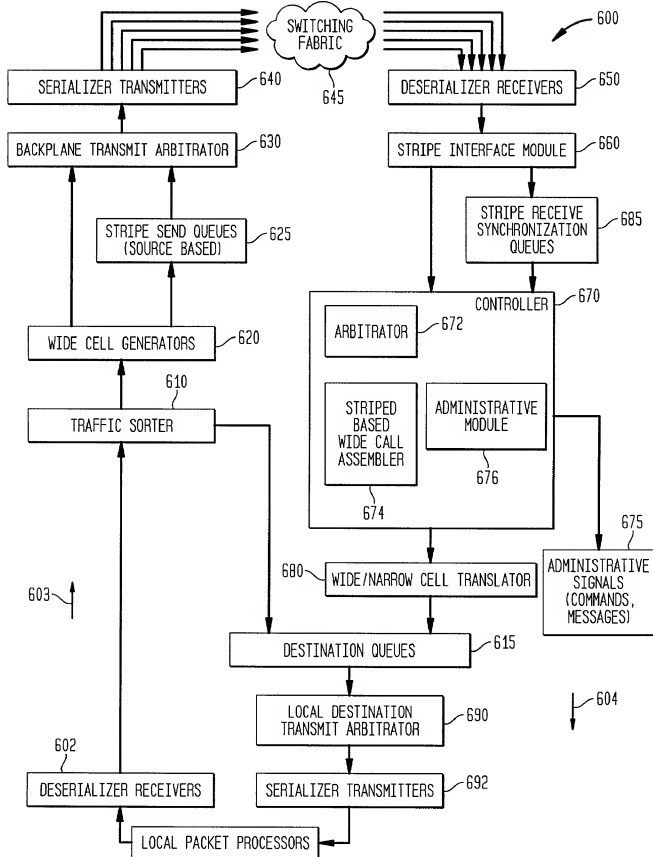 SWITCHING
FABRIC
645
600
SERIALIZER TRANSMITTERS
640
DESERIALIZER RECEIVERS
650
BACKPLANE TRANSMIT ARBITRATOR
630
STRIPE INTERFACE MODULE
660
STRIPE SEND QUEUES
(SOURCE BASED)
625
STRIPE RECEIVE
SYNCHRONIZATION
QUEUES
685
CONTROLLER
670
ARBITRATOR
672
WIDE CELL GENERATORS
620
610
TRAFFIC SORTER
STRIPED
BASED
WIDE CALL
ASSEMBLER
674
ADMINISTRATIVE
MODULE
676
675
ADMINISTRATIVE
SIGNALS
(COMMANDS,
MESSAGES)
680
WIDE/NARROW CELL TRANSLATOR
603
DESTINATION QUEUES
615
604
LOCAL DESTINATION
TRANSMIT ARBITRATOR
690
602
DESERIALIZER RECEIVERS
SERIALIZER TRANSMITTERS
692
LOCAL PACKET PROCESSORS